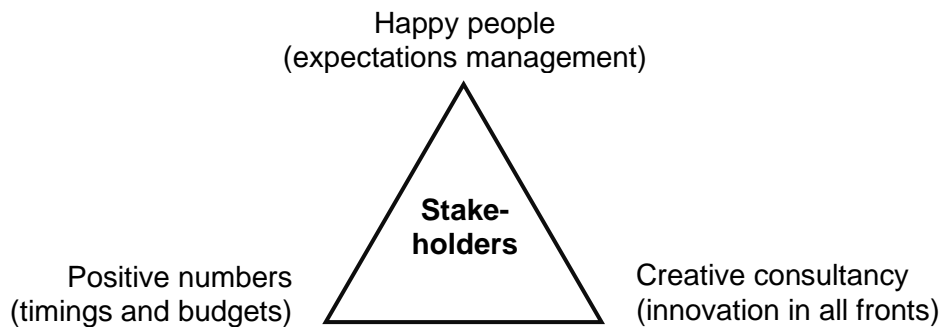 Happy people
(expectations management)
Stake-
holders
Positive numbers
(timings and budgets)
Creative consultancy
(innovation in all fronts)